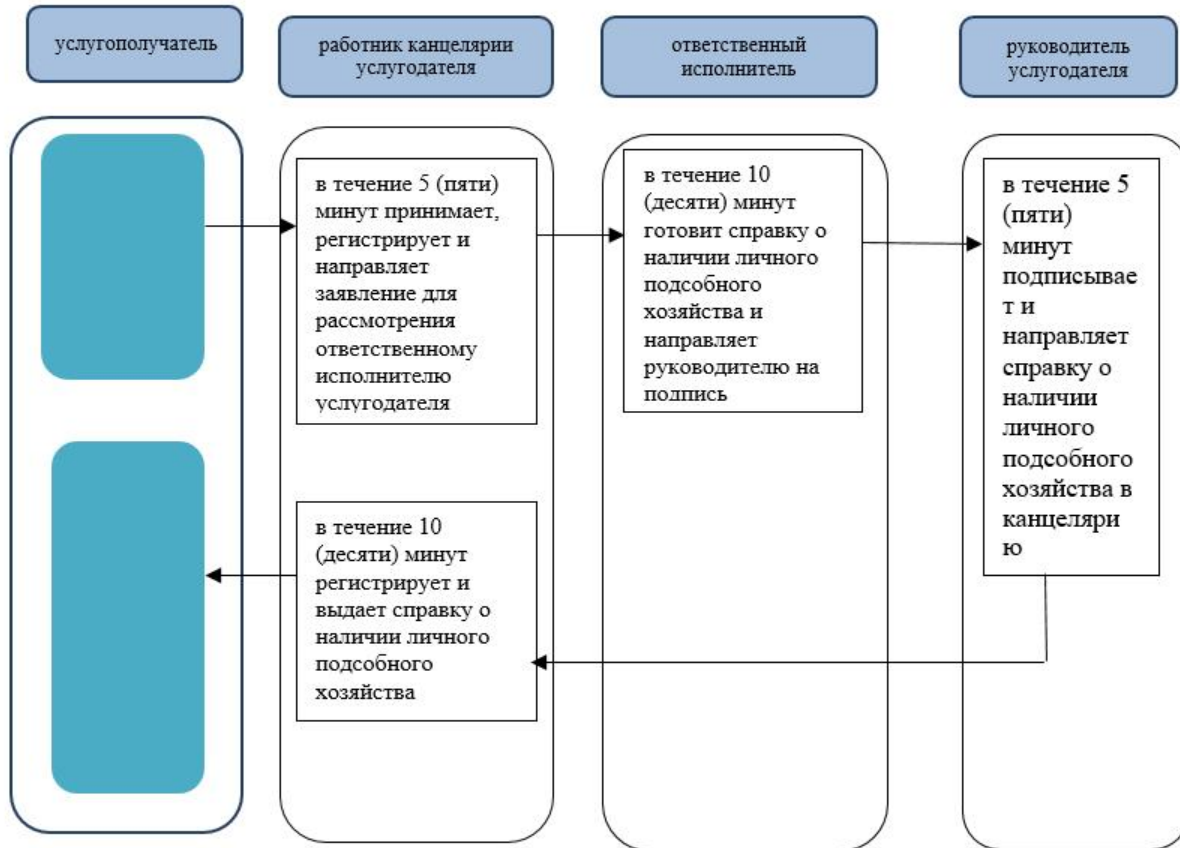 услугополучатель
работник канцелярии
услугодателя
ответственный
исполнитель
руководитель
услугодателя
в течение 5 (пяти)
минут принимает,
регистрирует и
направляет
заявление для
рассмотрения
ответственному
исполнителю
услугодателя
в течение 10
(десяти) минут
готовит справку о
наличии личного
подсобного
хозяйства и
направляет
руководителю на
подпись
в течение 5
(пяти)
минут
подписывае
т и
направляет
справку о
наличии
личного
подсобного
хозяйства в
канцеляри
ю
в течение 10
(десяти) минут
регистрирует и
выдает справку о
наличии личного
подсобного
хозяйства